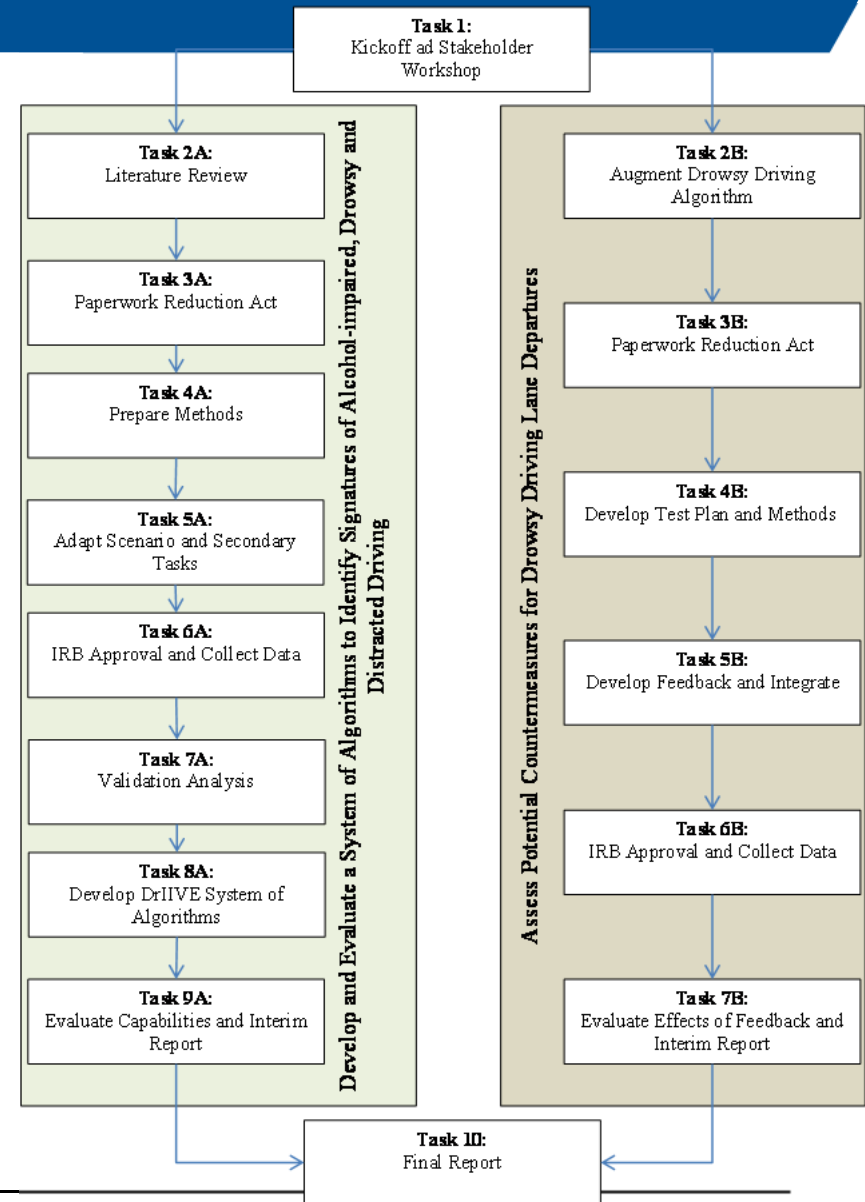 Task 1:
Kickoff ad Stakeholder
Workshop
Task 2A:
Literature Review
Task 3A:
Paperwork Reduction Act
Task 4A:
Prepare Methods
Task 5A:
Adapt Scenario and Secondary
Tasks
Task 6A:
IRB Approval and Collect Data
Task 7A:
Validation Analysis
Task 8A:
Develop DrIIVE System of
Algorithms
Task 9A:
Evaluate Capabilities and Interim
Report
Develop and Evaluate a System of Algorithms to Identify Signatures of Alcohol-impaired, Drowsy and
Distracted Driving
Task 2B:
Augment Drowsy Driving
Algorithm
Task 3B:
Paperwork Reduction Act
Task 4B:
Develop Test Plan and Methods
Task 5B:
Develop Feedback and Integrate
Task 6B:
IRB Approval and Collect Data
Task 7B:
Evaluate Effects of Feedback and
Interim Report
Assess Potential Countermeasures for Drowsy Driving Lane Departures
Task 10:
Final Report